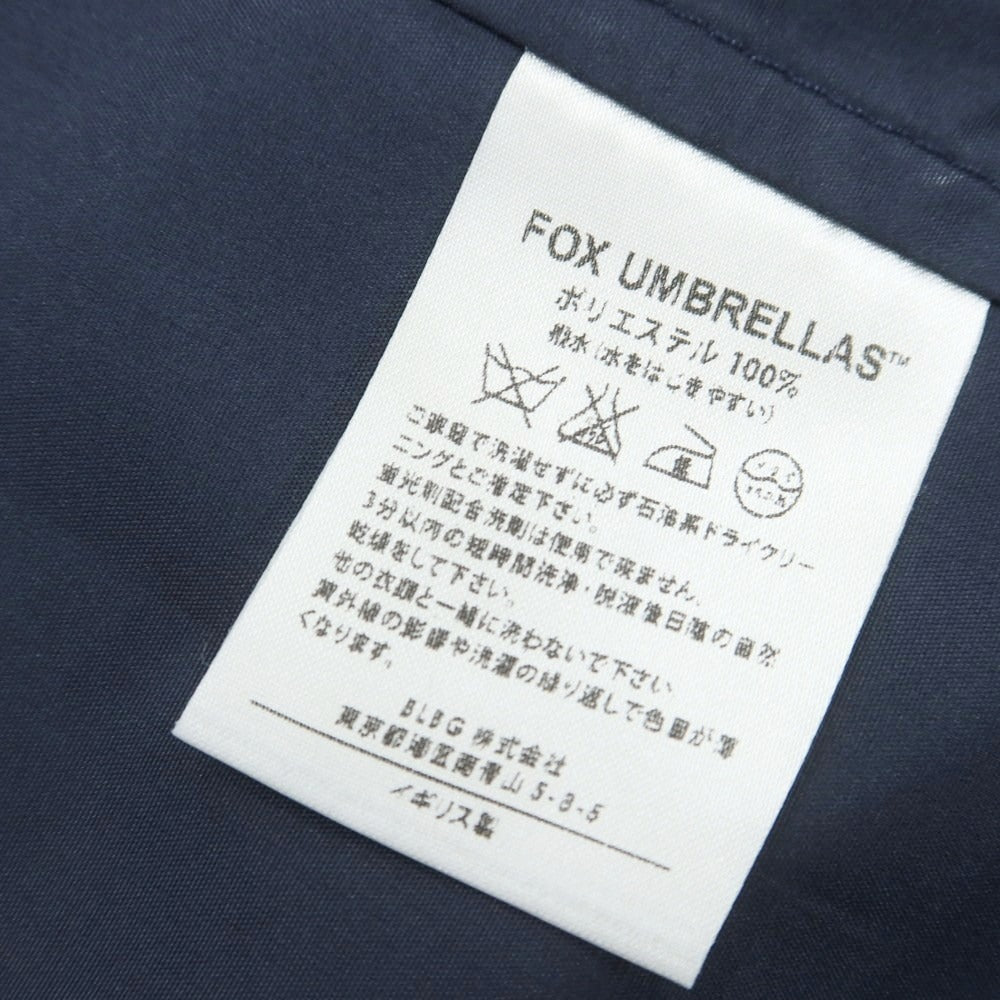 FOX UMBRELLAS™
ポリエステル 100%
撥水(水をはじきやすい)
ご家庭で洗濯せずに必ず石油系ドライクリー
ニングとご指定下さい。
蛍光剤配合洗剤は使用で来ません。
3分以内の短時間洗浄・脱液後日陰の自然
乾燥をして下さい。
せの衣類と一緒に洗わないで下さい
紫外線の影響や洗濯の繰り返しで色目が薄
くなります。
BLBG 株式会社
東京都港区南青山 5-8-5
イギリス製